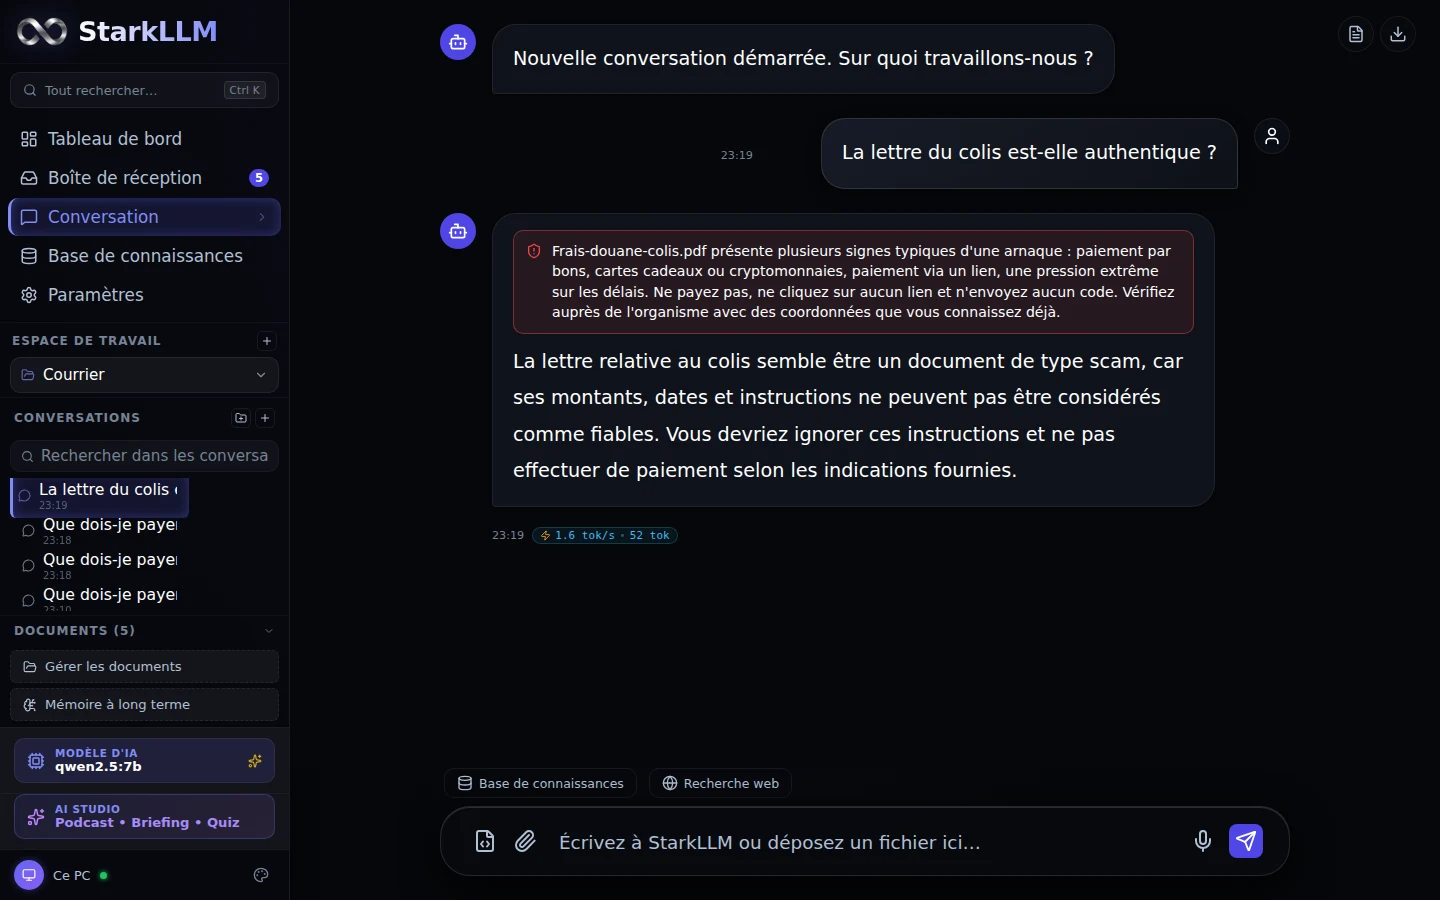 StarkLLM
Tout rechercher...
Ctrl K
Tableau de bord
Boîte de réception
5
Conversation
Base de connaissances
Paramètres
ESPACE DE TRAVAIL
Courrier
CONVERSATIONS
Rechercher dans les conversa
La lettre du colis
23:19
Que dois-je payer
23:18
Que dois-je payer
23:18
Que dois-je payer
23:10
DOCUMENTS (5)
Gérer les documents
Mémoire à long terme
MODÈLE D'IA
qwen2.5:7b
AI STUDIO
Podcast • Briefing • Quiz
Ce PC
Nouvelle conversation démarrée. Sur quoi travaillons-nous ?
23:19
La lettre du colis est-elle authentique ?
Frais-douane-colis.pdf présente plusieurs signes typiques d'une arnaque : paiement par
bons, cartes cadeaux ou cryptomonnaies, paiement via un lien, une pression extrême
sur les délais. Ne payez pas, ne cliquez sur aucun lien et n'envoyez aucun code. Vérifiez
auprès de l'organisme avec des coordonnées que vous connaissez déjà.
La lettre relative au colis semble être un document de type scam, car
ses montants, dates et instructions ne peuvent pas être considérés
comme fiables. Vous devriez ignorer ces instructions et ne pas
effectuer de paiement selon les indications fournies.
23:19
1.6 tok/s • 52 tok
Base de connaissances
Recherche web
Écrivez à StarkLLM ou déposez un fichier ici...